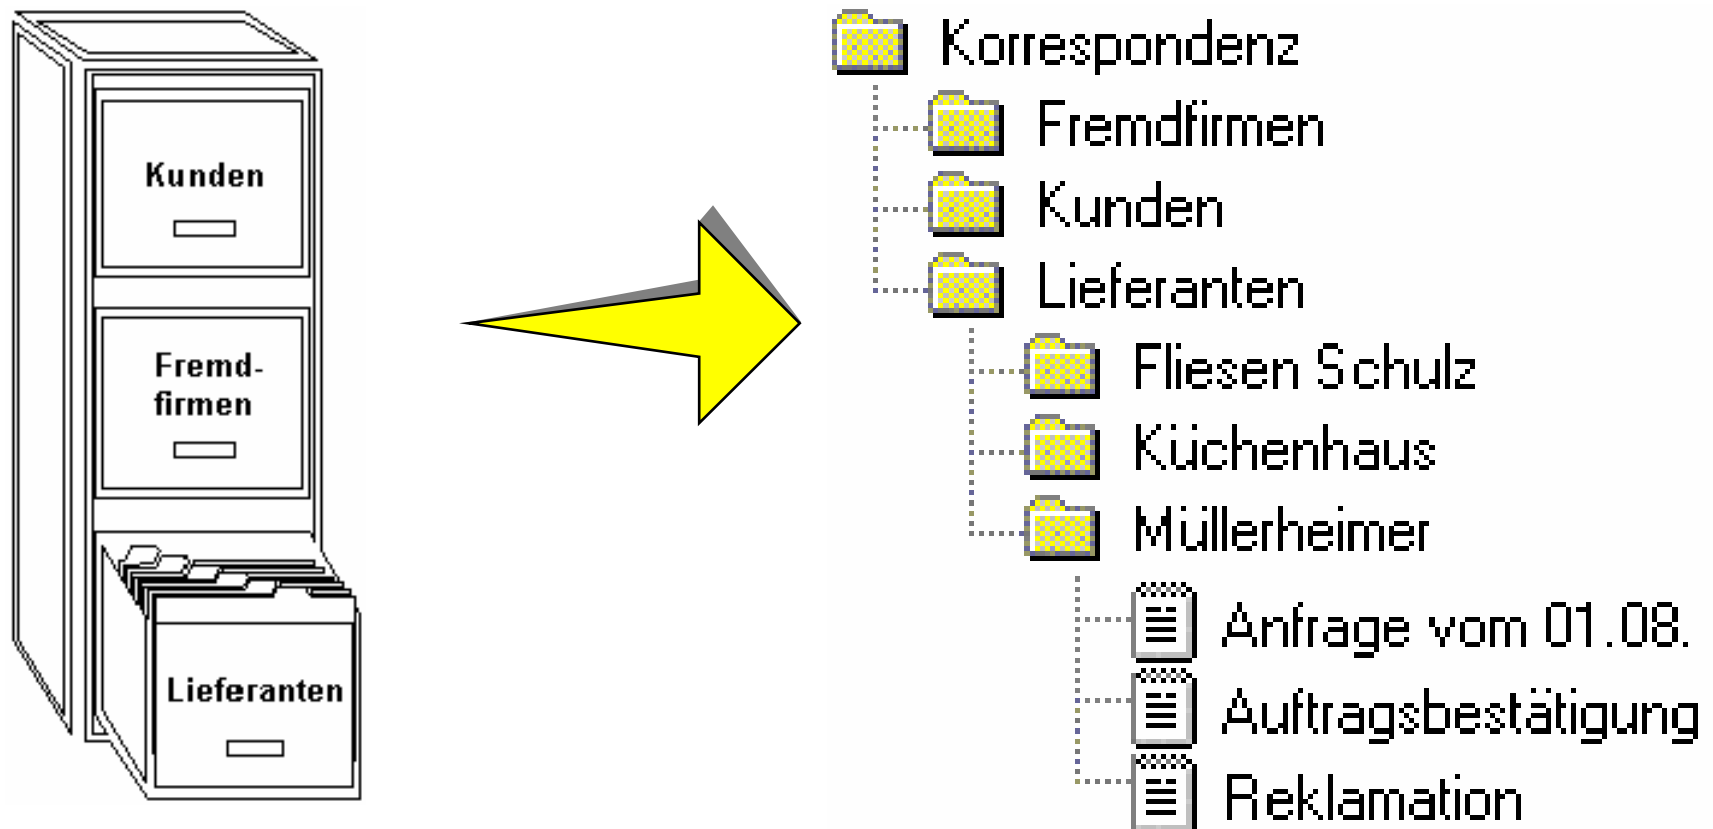 Kunden
Fremd-
firmen
Lieferanten
Korrespondenz
Fremdfirmen
Kunden
Lieferanten
Fliesen Schulz
Küchenhaus
Müllerheimer
Anfrage vom 01.08.
Auftragsbestätigung
Reklamation